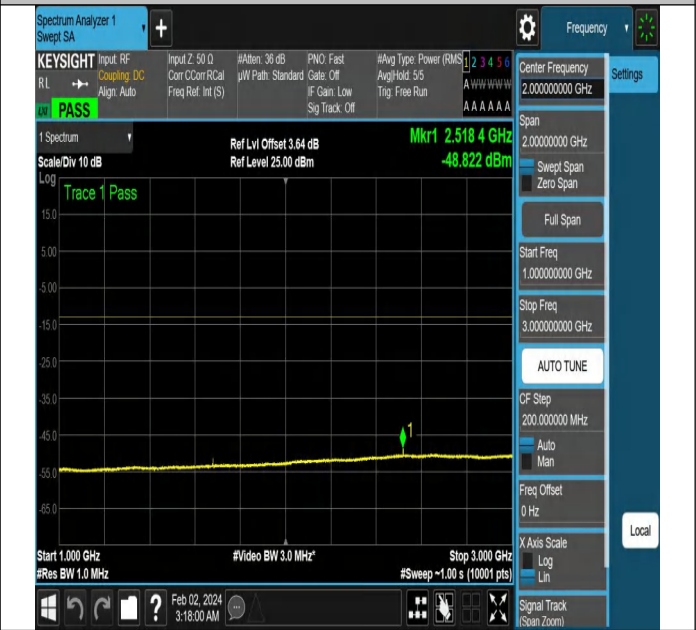 Spectrum Analyzer 1
Swept SA
+
Frequency
KEYSIGHT
RL
PASS
Input: RF
Coupling: DC
Align: Auto
Input Z: 50 Ω
Corr CCorr RCal
Freq Ref: Int (S)
#Atten: 36 dB
µW Path: Standard
PNO: Fast
Gate: Off
IF Gain: Low
Sig Track: Off
#Avg Type: Power (RMS
Avg|Hold: 5/5
Trig: Free Run
1 2 3 4 5 6
A W W W W W
A A A A A A
1 Spectrum
Scale/Div 10 dB
Ref Lvl Offset 3.64 dB
Ref Level 25.00 dBm
Mkr1 2.518 4 GHz
-48.822 dBm
Log
Trace 1 Pass
15.0
5.00
-5.00
-15.0
-25.0
-35.0
-45.0
1
-55.0
-65.0
Start 1.000 GHz
#Res BW 1.0 MHz
#Video BW 3.0 MHz*
Stop 3.000 GHz
#Sweep ~1.00 s (10001 pts)
Feb 02, 2024
3:18:00 AM
Center Frequency
2.000000000 GHz
Span
2.00000000 GHz
Swept Span
Zero Span
Full Span
Start Freq
1.000000000 GHz
Stop Freq
3.000000000 GHz
AUTO TUNE
CF Step
200.000000 MHz
Auto
Man
Freq Offset
0 Hz
X Axis Scale
Log
Lin
Signal Track
(Span Zoom)
Settings
Local